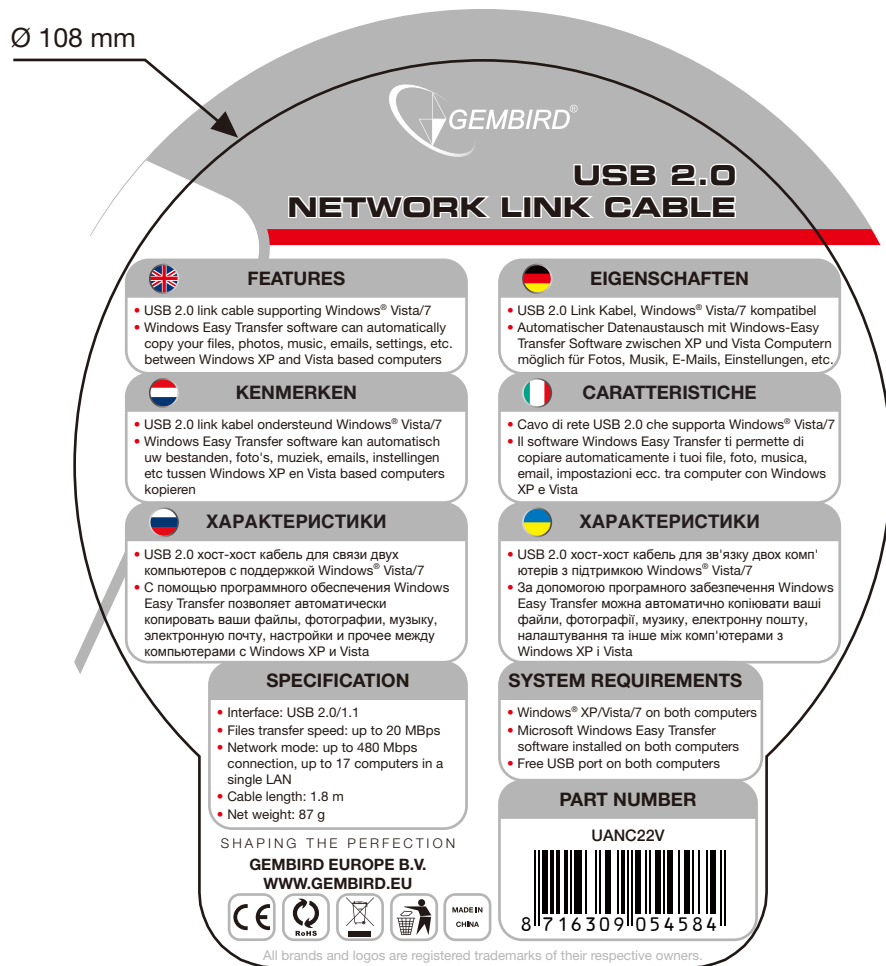 Ø 108 mm
GEMBIRD®
USB 2.0
NETWORK LINK CABLE
FEATURES
• USB 2.0 link cable supporting Windows® Vista/7
• Windows Easy Transfer software can automatically
copy your files, photos, music, emails, settings, etc.
between Windows XP and Vista based computers
EIGENSCHAFTEN
• USB 2.0 Link Kabel, Windows® Vista/7 kompatibel
• Automatischer Datenaustausch mit Windows-Easy
Transfer Software zwischen XP und Vista Computern
möglich für Fotos, Musik, E-Mails, Einstellungen, etc.
KENMERKEN
• USB 2.0 link kabel ondersteund Windows® Vista/7
• Windows Easy Transfer software kan automatisch
uw bestanden, foto's, muziek, emails, instellingen
etc tussen Windows XP en Vista based computers
kopieren
CARATTERISTICHE
• Cavo di rete USB 2.0 che supporta Windows® Vista/7
• Il software Windows Easy Transfer ti permette di
copiare automaticamente i tuoi file, foto, musica,
email, impostazioni ecc. tra computer con Windows
XP e Vista
ХАРАКТЕРИСТИКИ
• USB 2.0 хост-хост кабель для связи двух
компьютеров с поддержкой Windows® Vista/7
• С помощью программного обеспечения Windows
Easy Transfer позволяет автоматически
копировать ваши файлы, фотографии, музыку,
электронную почту, настройки и прочее между
компьютерами с Windows XP и Vista
ХАРАКТЕРИСТИКИ
• USB 2.0 хост-хост кабель для зв'язку двох комп'
ютерів з підтримкою Windows® Vista/7
• За допомогою програмного забезпечення Windows
Easy Transfer можна автоматично копіювати ваші
файли, фотографії, музику, електронну пошту,
налаштування та інше між комп'ютерами з
Windows XP і Vista
SPECIFICATION
• Interface: USB 2.0/1.1
• Files transfer speed: up to 20 MBps
• Network mode: up to 480 Mbps
connection, up to 17 computers in a
single LAN
• Cable length: 1.8 m
• Net weight: 87 g
SYSTEM REQUIREMENTS
• Windows® XP/Vista/7 on both computers
• Microsoft Windows Easy Transfer
software installed on both computers
• Free USB port on both computers
PART NUMBER
UANC22V
8 716309 054584
SHAPING THE PERFECTION
GEMBIRD EUROPE B.V.
WWW.GEMBIRD.EU
CE
RoHS
MADE IN
CHINA
All brands and logos are registered trademarks of their respective owners.